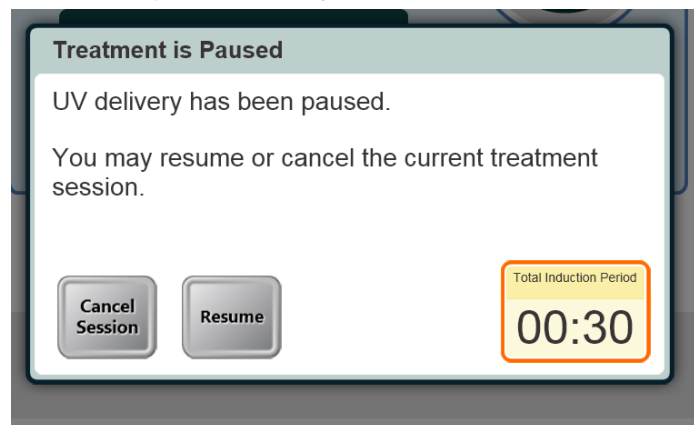 Treatment is Paused
UV delivery has been paused.
You may resume or cancel the current treatment
session.
Cancel
Session
Resume
Total Induction Period
00:30